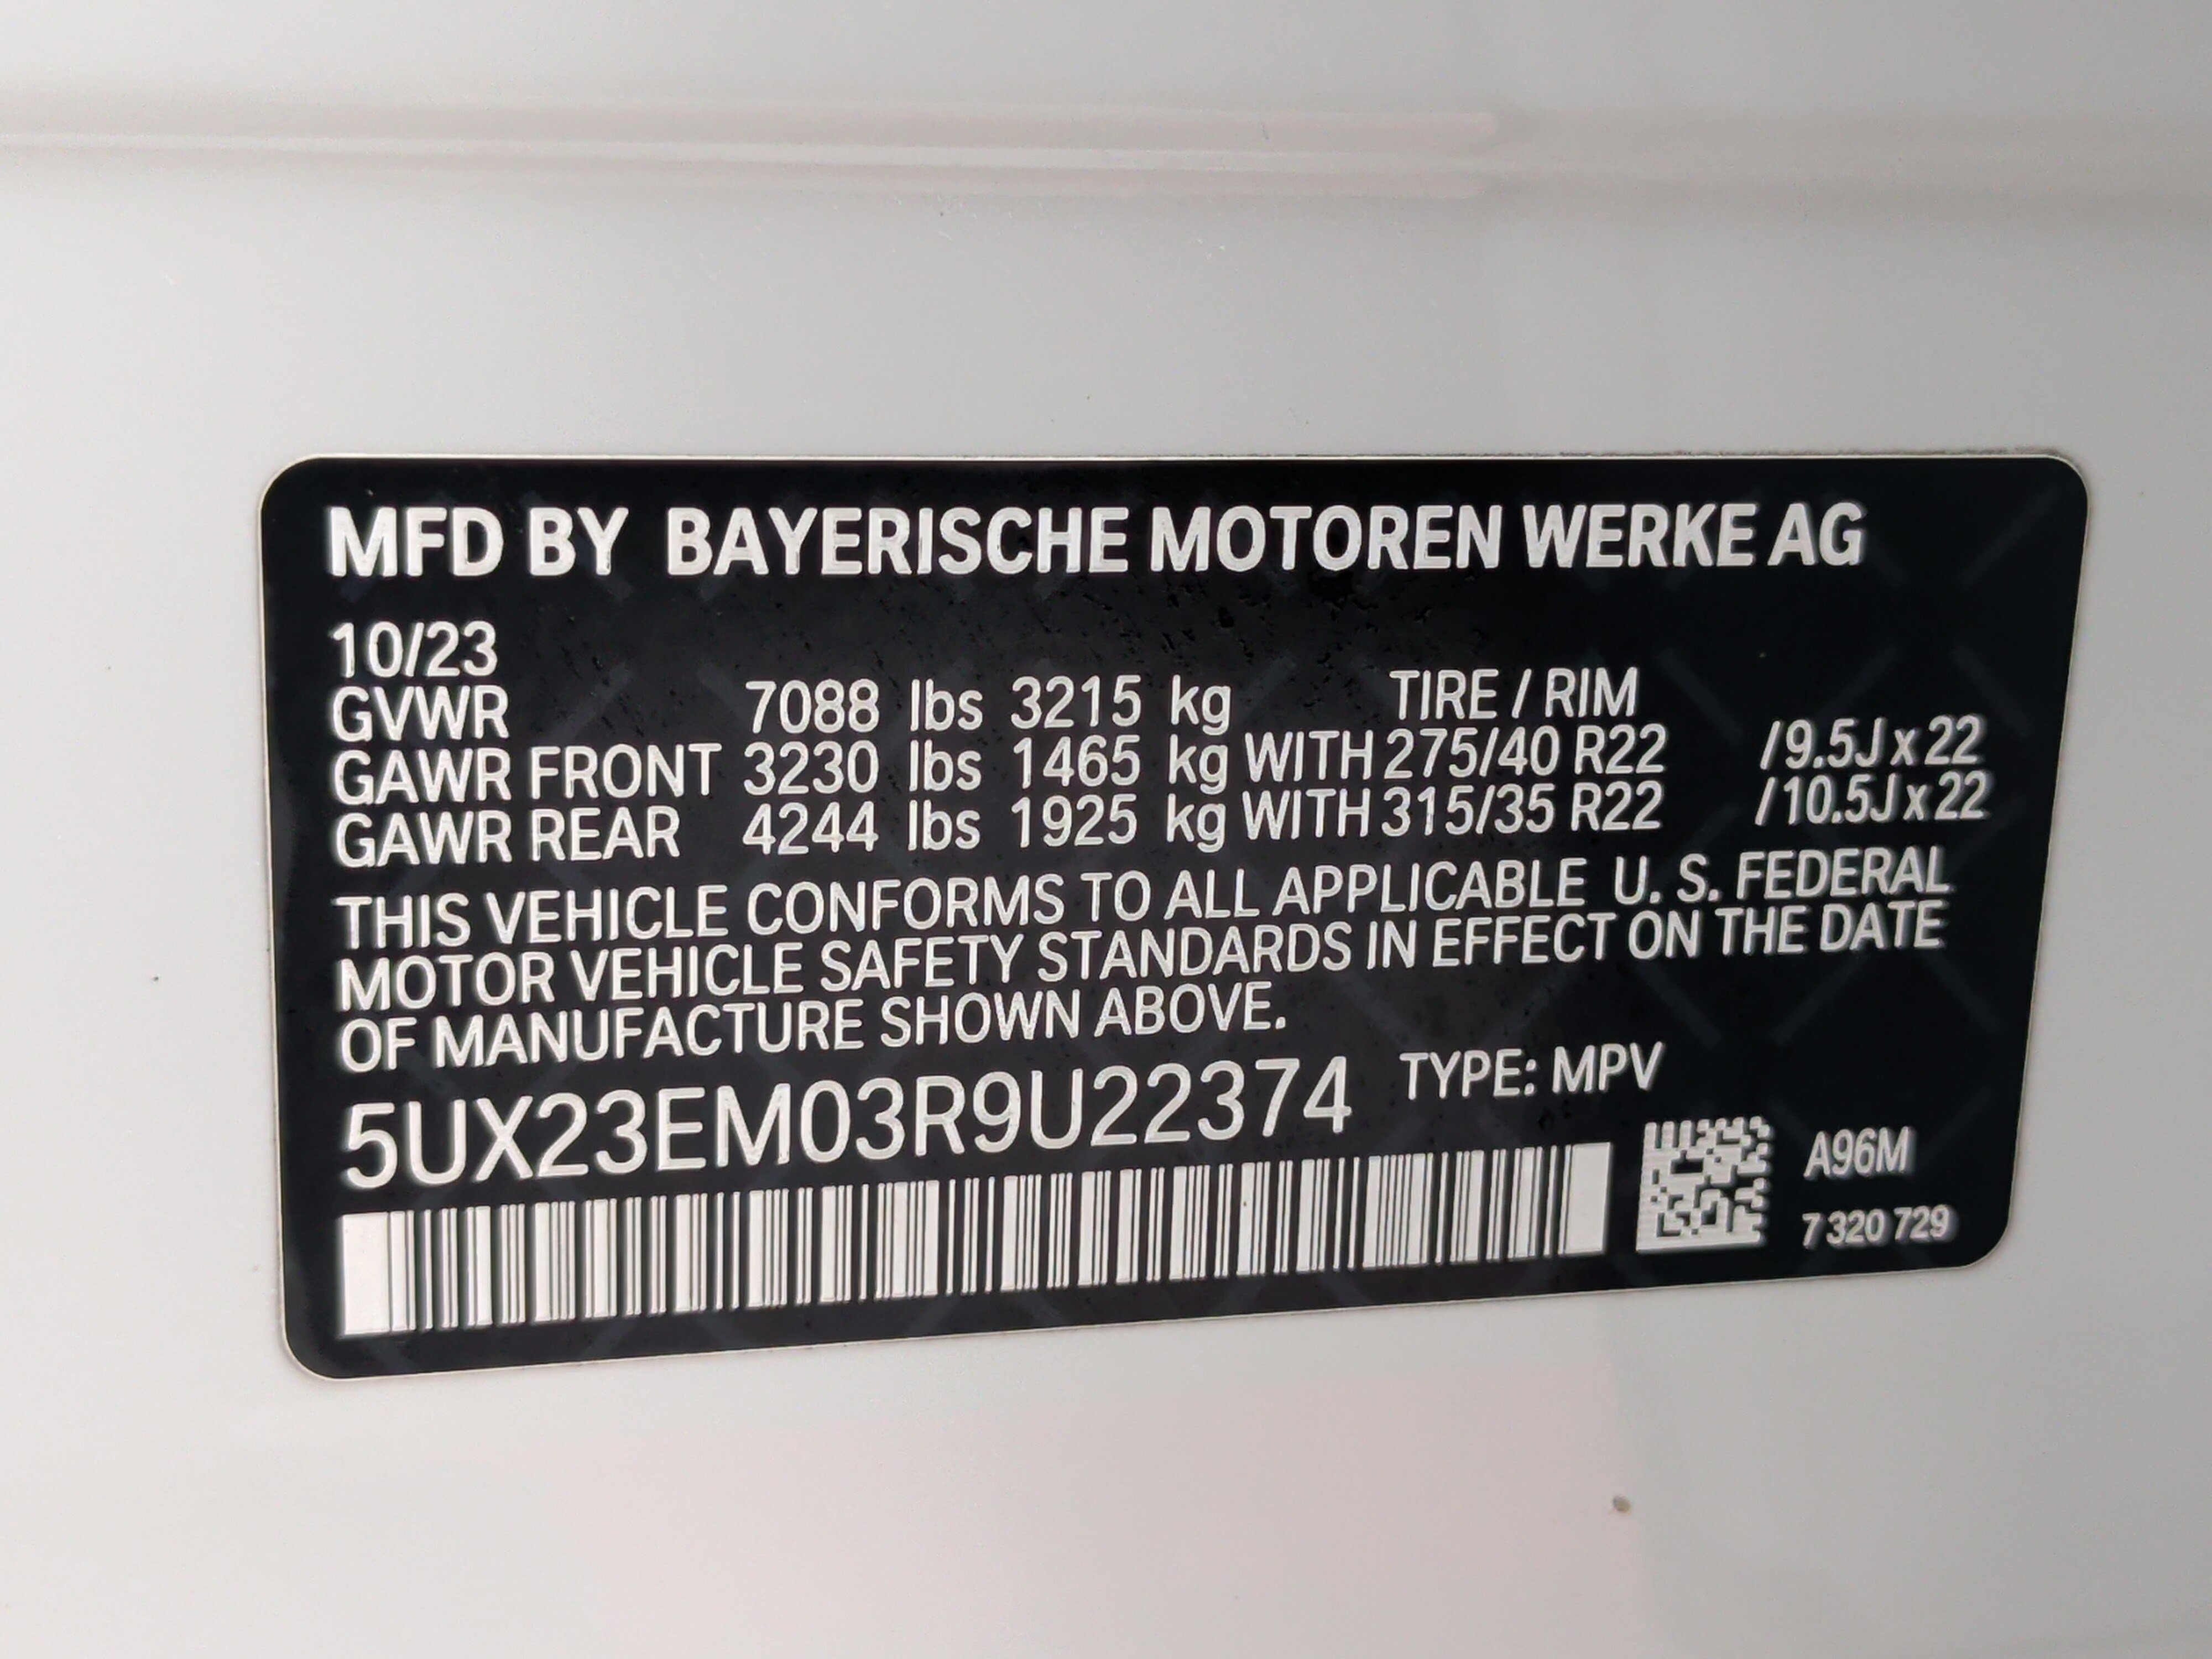 MFD BY BAYERISCHE MOTOREN WERKE AG
10/23
GVWR 7088 lbs 3215 kg TIRE / RIM
GAWR FRONT 3230 lbs 1465 kg WITH 275/40 R22 /9.5J x 22
GAWR REAR 4244 lbs 1925 kg WITH 315/35 R22 /10.5J x 22
THIS VEHICLE CONFORMS TO ALL APPLICABLE U. S. FEDERAL
MOTOR VEHICLE SAFETY STANDARDS IN EFFECT ON THE DATE
OF MANUFACTURE SHOWN ABOVE.
5UX23EM03R9U22374 TYPE: MPV
A96M
7 320 729